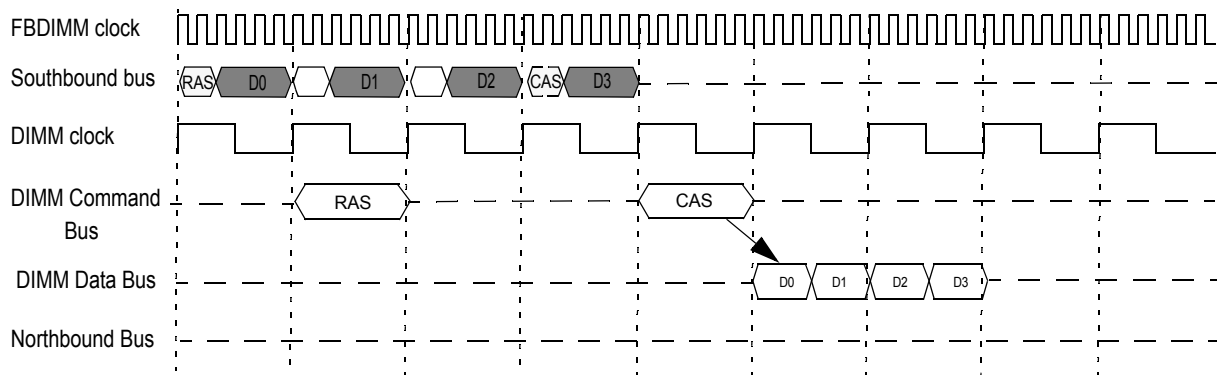 FBDIMM clock
Southbound bus
RAS D0 D1 D2 CAS D3
DIMM clock
DIMM Command
Bus
RAS CAS
DIMM Data Bus
D0 D1 D2 D3
Northbound Bus